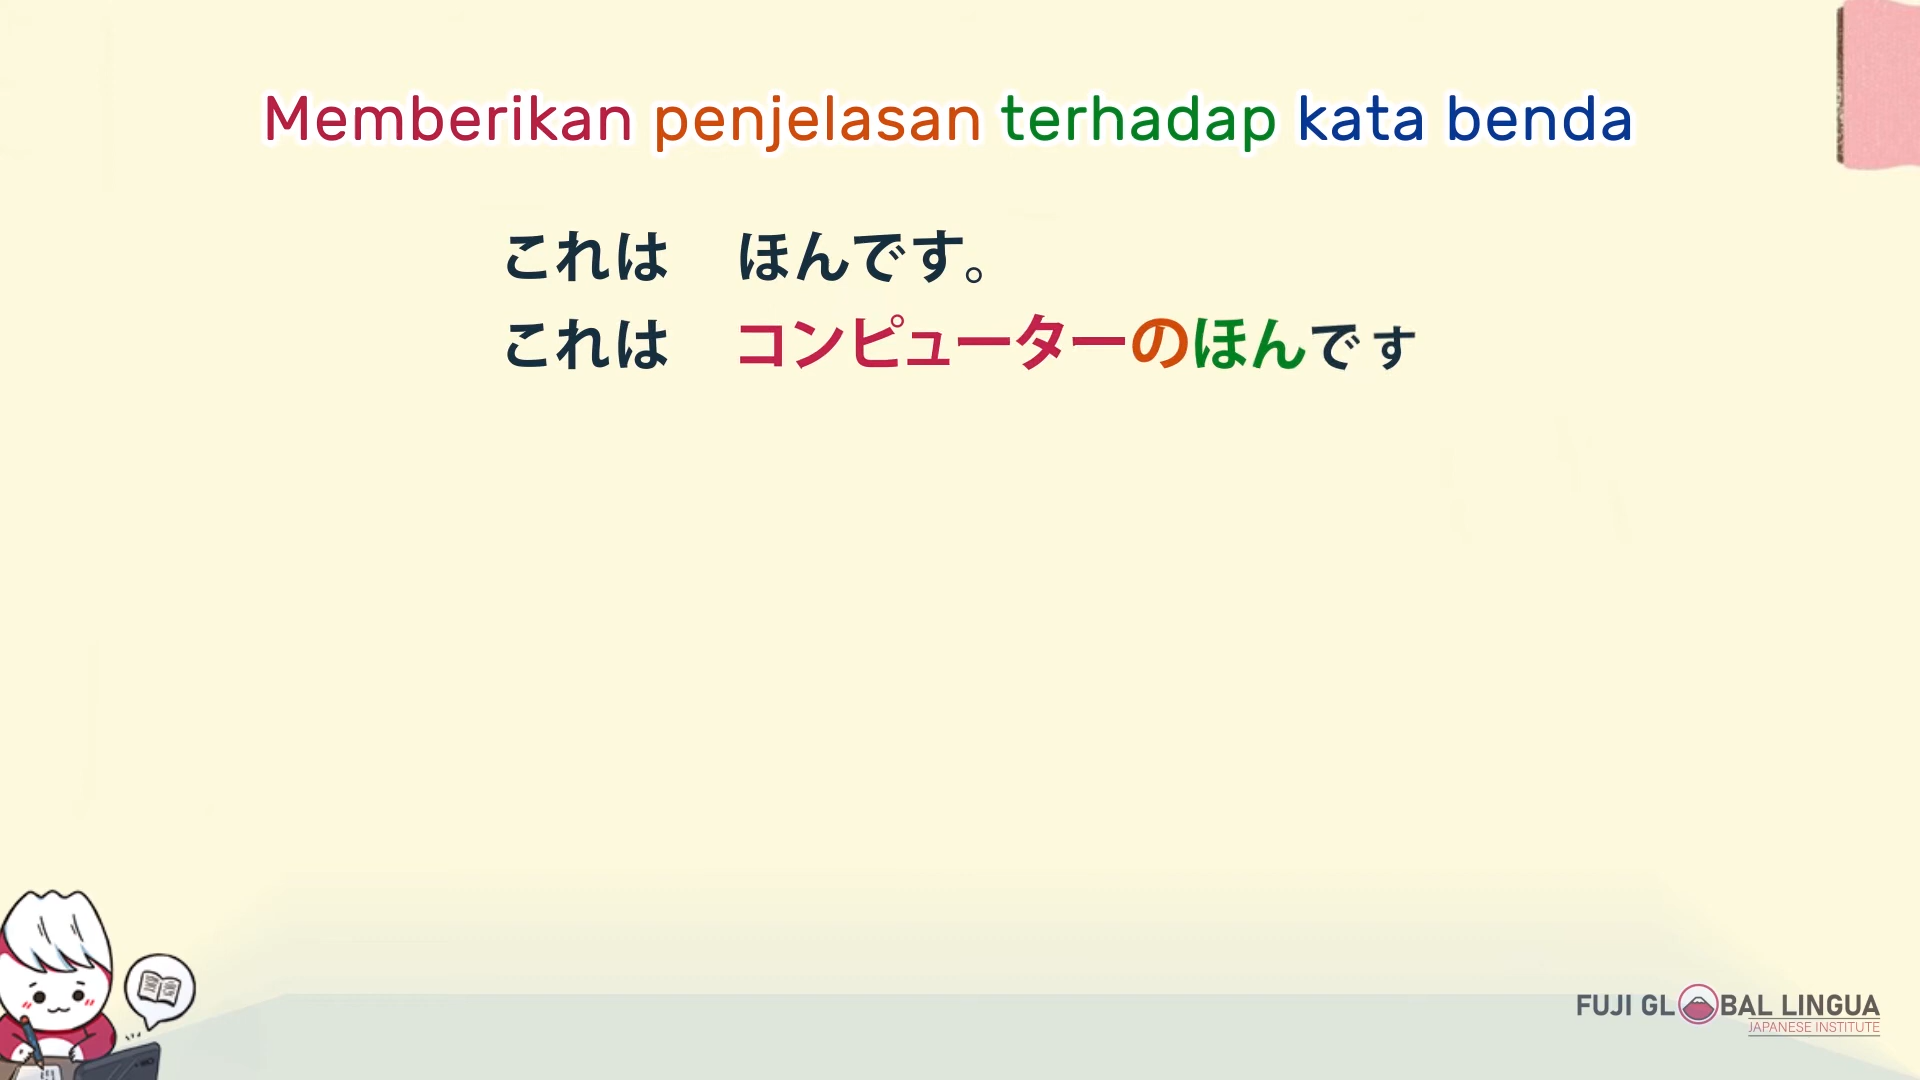 Memberikan penjelasan terhadap kata benda
これは　ほんです。
これは　コンピューターのほんです
FUJI GLOBAL LINGUA
JAPANESE INSTITUTE